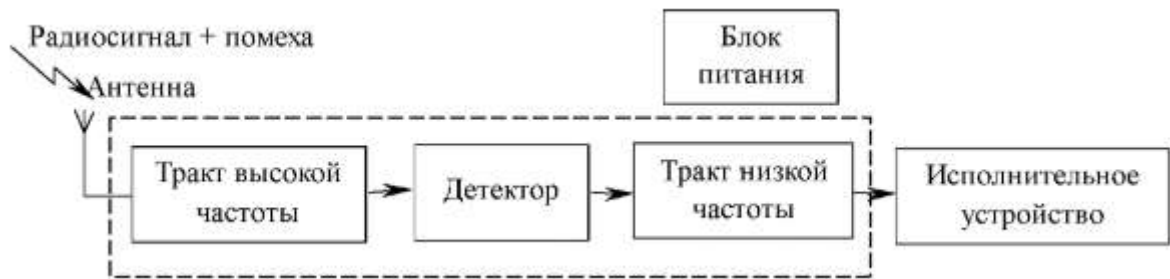 Радиосигнал + помеха
Антенна
Блок
питания
Тракт высокой
частоты
Детектор
Тракт низкой
частоты
Исполнительное
устройство